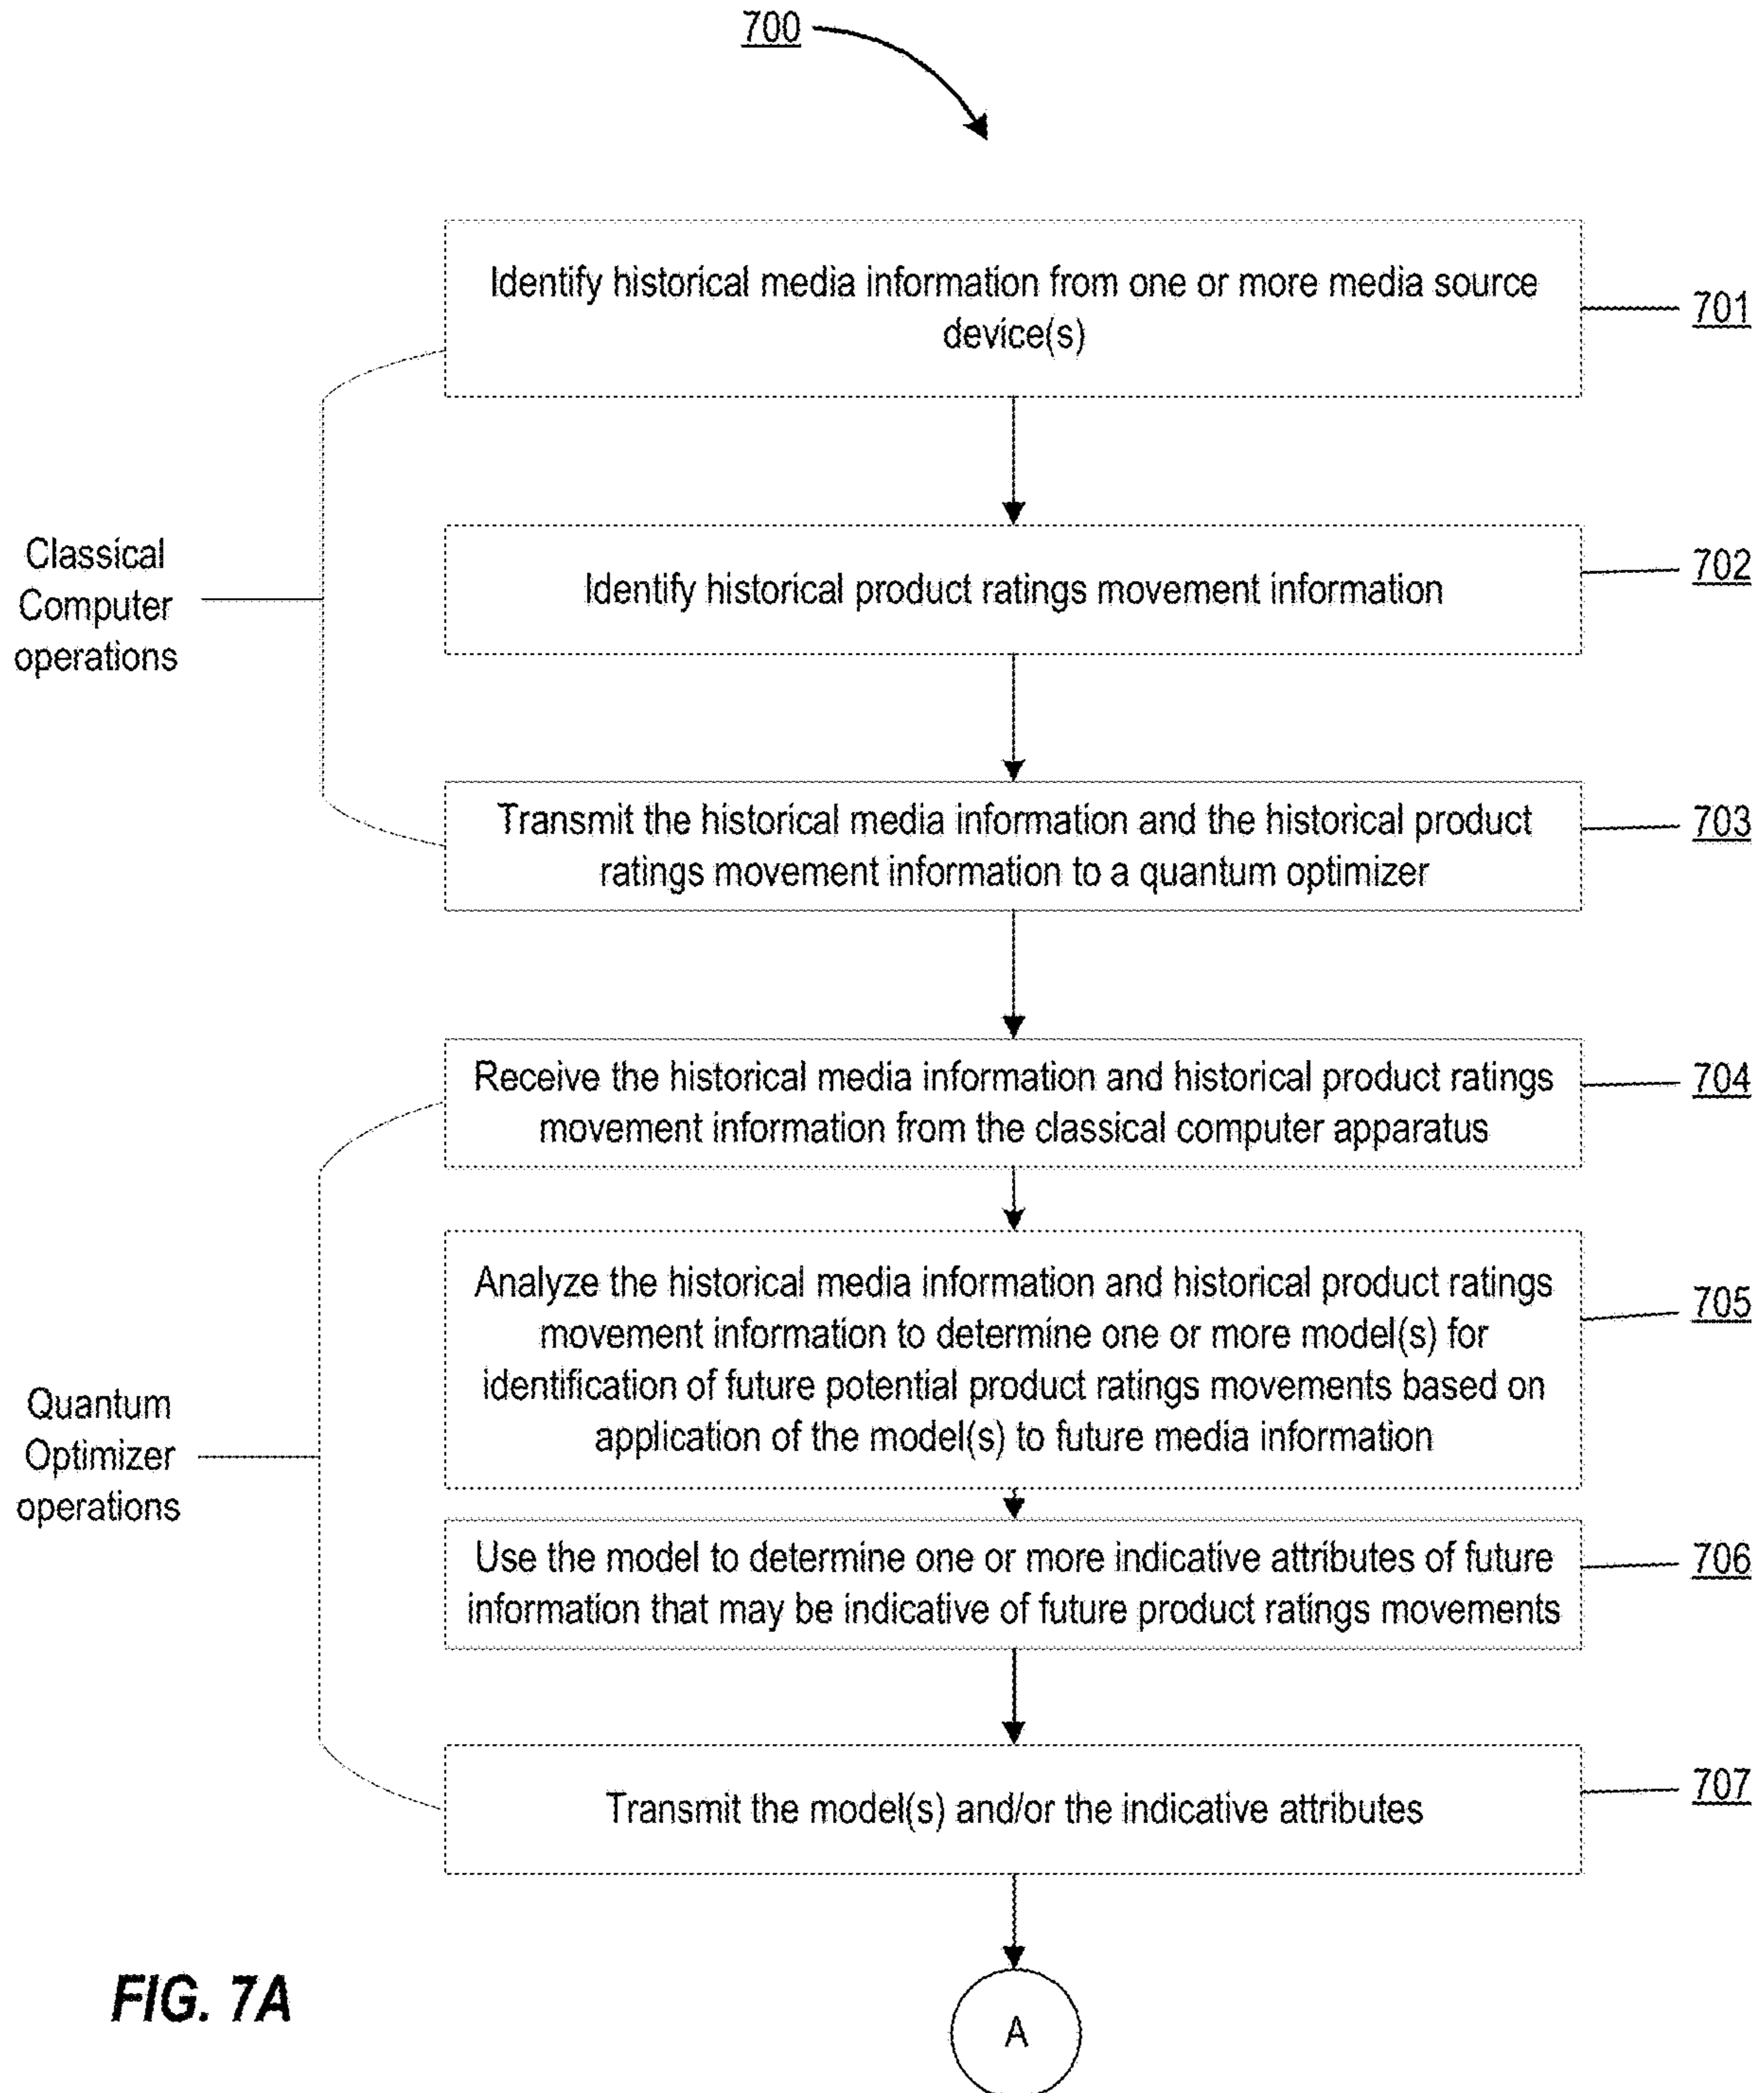 700
Identify historical media information from one or more media source
device(s)
701
Identify historical product ratings movement information
702
Classical
Computer
operations
Transmit the historical media information and the historical product
ratings movement information to a quantum optimizer
703
Receive the historical media information and historical product ratings
movement information from the classical computer apparatus
704
Analyze the historical media information and historical product ratings
movement information to determine one or more model(s) for
identification of future potential product ratings movements based on
application of the model(s) to future media information
705
Quantum
Optimizer
operations
Use the model to determine one or more indicative attributes of future
information that may be indicative of future product ratings movements
706
Transmit the model(s) and/or the indicative attributes
707
FIG. 7A
A